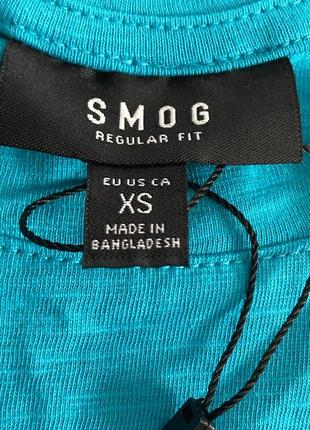 SMOG
REGULAR FIT
EU US CA
XS
MADE IN
BANGLADESH